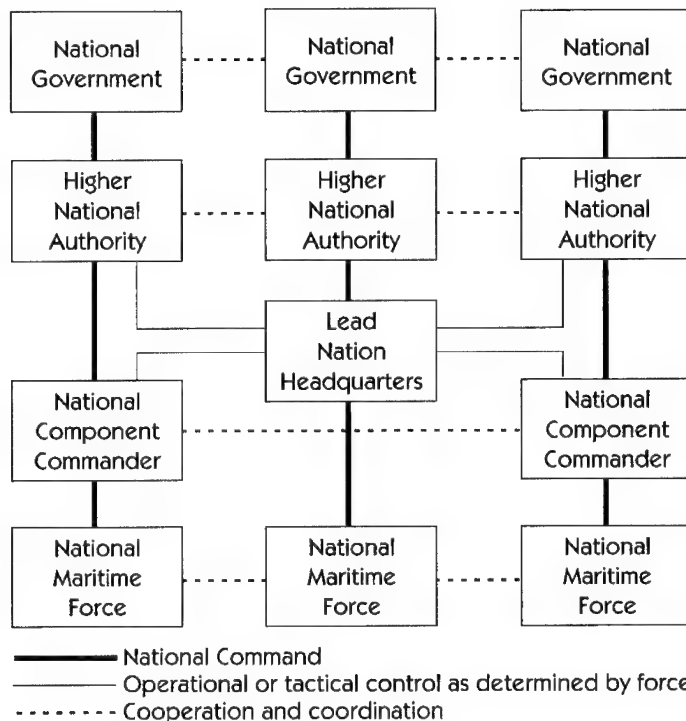 National
Government
National
Government
National
Government
Higher
National
Authority
Higher
National
Authority
Higher
National
Authority
Lead
Nation
Headquarters
National
Component
Commander
National
Component
Commander
National
Maritime
Force
National
Maritime
Force
National
Maritime
Force
National Command
Operational or tactical control as determined by force
Cooperation and coordination